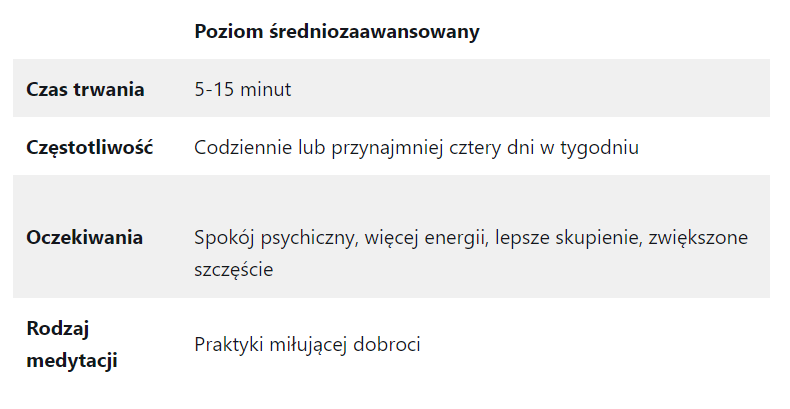 Poziom średniozaawansowany
Czas trwania 5-15 minut
Częstotliwość Codziennie lub przynajmniej cztery dni w tygodniu
Oczekiwania Spokój psychiczny, więcej energii, lepsze skupienie, zwiększone
szczęście
Rodzaj
medytacji
Praktyki miłującej dobroci